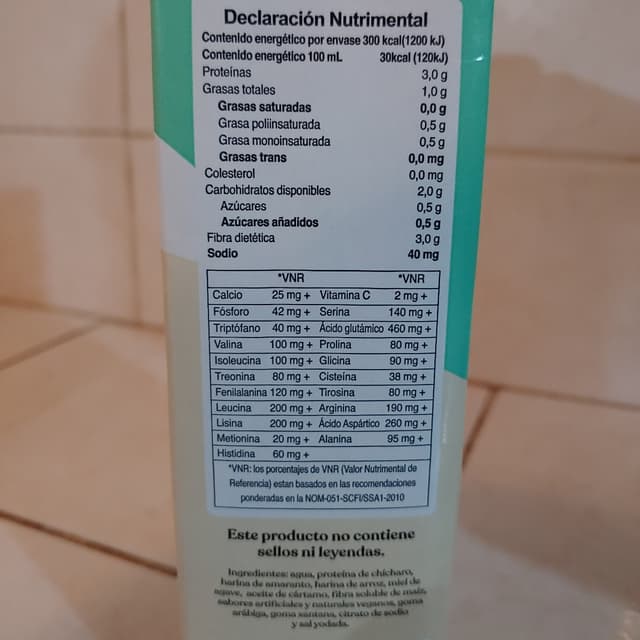 Declaración Nutrimental
Contenido energético por envase 300 kcal(1200 kJ)
Contenido energético 100 mL 30kcal (120kJ)
Proteínas 3,0 g
Grasas totales 1,0 g
Grasas saturadas 0,0 g
Grasa poliinsaturada 0,5 g
Grasa monoinsaturada 0,5 g
Grasas trans 0,0 mg
Colesterol 0,0 mg
Carbohidratos disponibles 2,0 g
Azúcares 0,5 g
Azúcares añadidos 0,5 g
Fibra dietética 3,0 g
Sodio 40 mg
*VNR *VNR
Calcio 25 mg + Vitamina C 2 mg +
Fósforo 42 mg + Serina 140 mg +
Triptófano 40 mg + Ácido glutámico 460 mg +
Valina 100 mg + Prolina 80 mg +
Isoleucina 100 mg + Glicina 90 mg +
Treonina 80 mg + Cisteína 38 mg +
Fenilalanina 120 mg + Tirosina 80 mg +
Leucina 200 mg + Arginina 190 mg +
Lisina 200 mg + Ácido Aspártico 260 mg +
Metionina 20 mg + Alanina 95 mg +
Histidina 60 mg +
*VNR: los porcentajes de VNR (Valor Nutrimental de
Referencia) estan basados en las recomendaciones
ponderadas en la NOM-051-SCFI/SSA1-2010
Este producto no contiene
sellos ni leyendas.
Ingredientes: agua, proteína de chícharo,
harina de amaranto, harina de arroz, miel de
agave, aceite de cártamo, fibra soluble de maíz,
sabores artificiales y naturales veganos, goma
arábiga, goma xantana, citrato de sodio
y sal yodada.